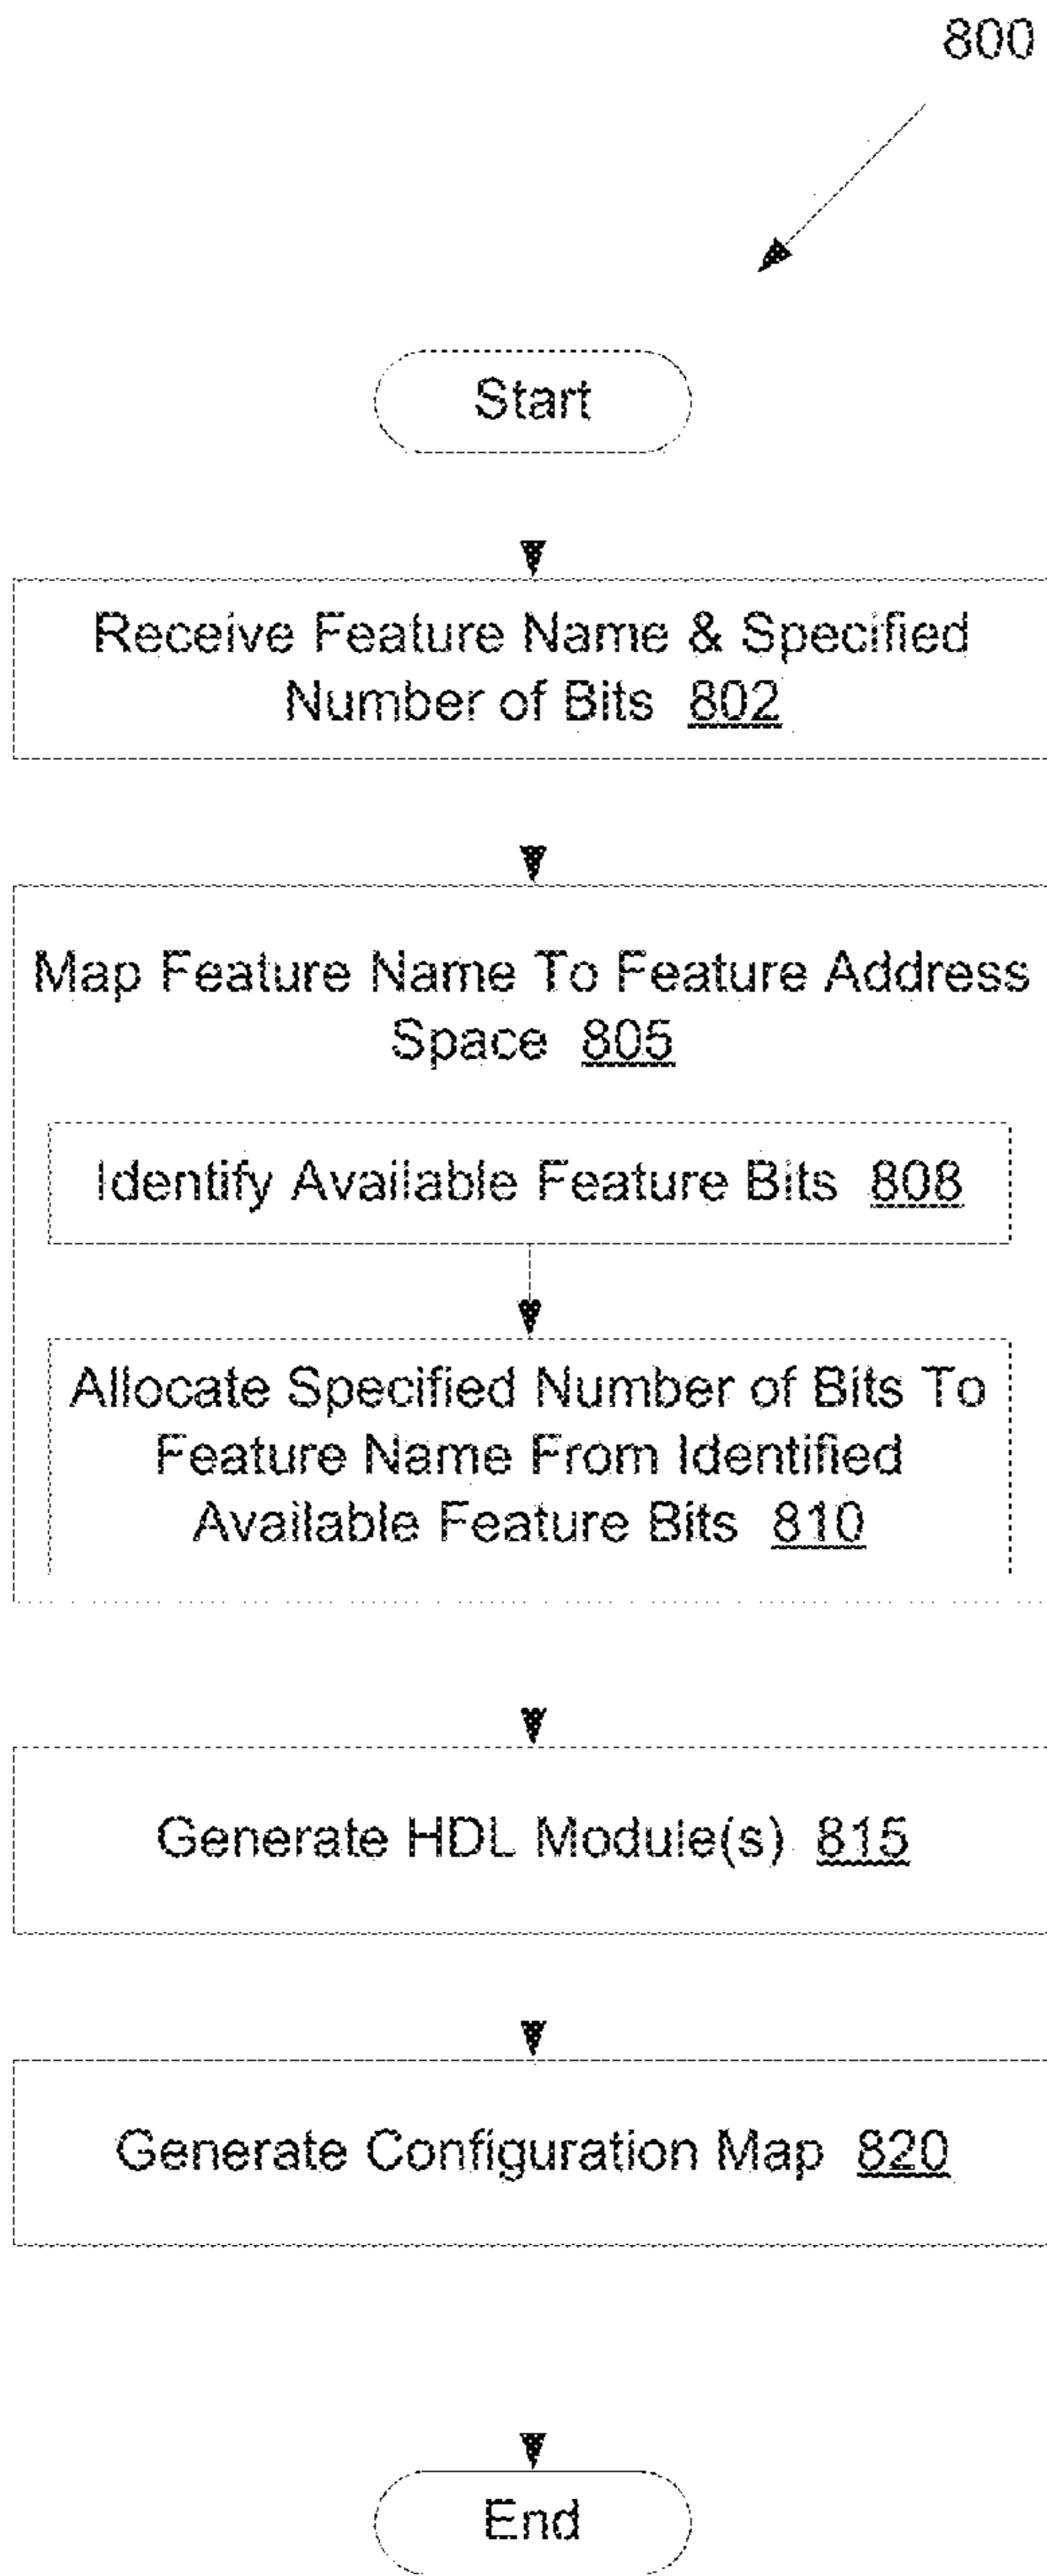 800
Start
Receive Feature Name & Specified
Number of Bits 802
Map Feature Name To Feature Address
Space 805
Identify Available Feature Bits 808
Allocate Specified Number of Bits To
Feature Name From Identified
Available Feature Bits 810
Generate HDL Module(s) 815
Generate Configuration Map 820
End